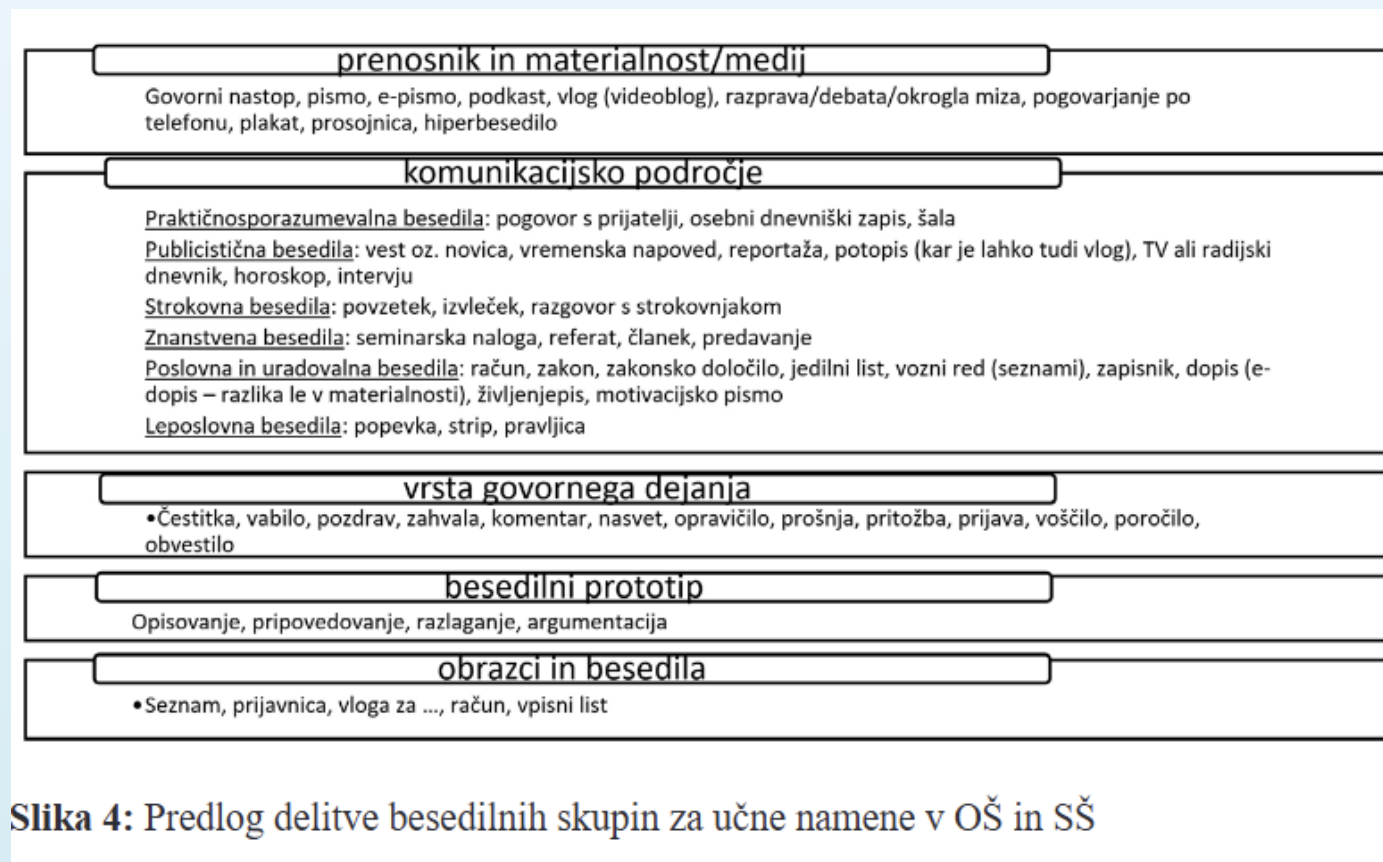 prenosnik in materialnost/medij
Govorni nastop, pismo, e-pismo, podkast, vlog (videoblog), razprava/debata/okrogla miza, pogovarjanje po
telefonu, plakat, prosojnica, hiperbesedilo
komunikacijsko področje
Praktičnosporazumevalna besedila: pogovor s prijatelji, osebni dnevniški zapis, šala
Publicistična besedila: vest oz. novica, vremenska napoved, reportaža, potopis (kar je lahko tudi vlog), TV ali radijski
dnevnik, horoskop, intervju
Strokovna besedila: povzetek, izvleček, razgovor s strokovnjakom
Znanstvena besedila: seminarska naloga, referat, članek, predavanje
Poslovna in uradovalna besedila: račun, zakon, zakonsko določilo, jedilni list, vozni red (seznami), zapisnik, dopis (e-
dopis – razlika le v materialnosti), življenjepis, motivacijsko pismo
Leposlovna besedila: popevka, strip, pravljica
vrsta govornega dejanja
•Čestitka, vabilo, pozdrav, zahvala, komentar, nasvet, opravičilo, prošnja, pritožba, prijava, voščilo, poročilo,
obvestilo
besedilni prototip
Opisovanje, pripovedovanje, razlaganje, argumentacija
obrazci in besedila
•Seznam, prijavnica, vloga za ..., račun, vpisni list
Slika 4: Predlog delitve besedilnih skupin za učne namene v OŠ in SŠ